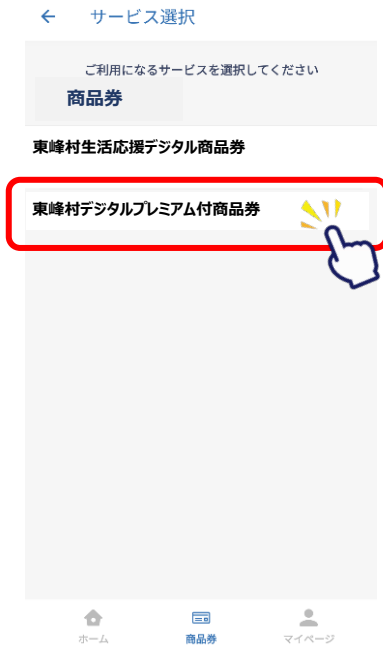 サービス選択
ご利用になるサービスを選択してください
商品券
東峰村生活応援デジタル商品券
東峰村デジタルプレミアム付商品券
ホーム
商品券
マイページ